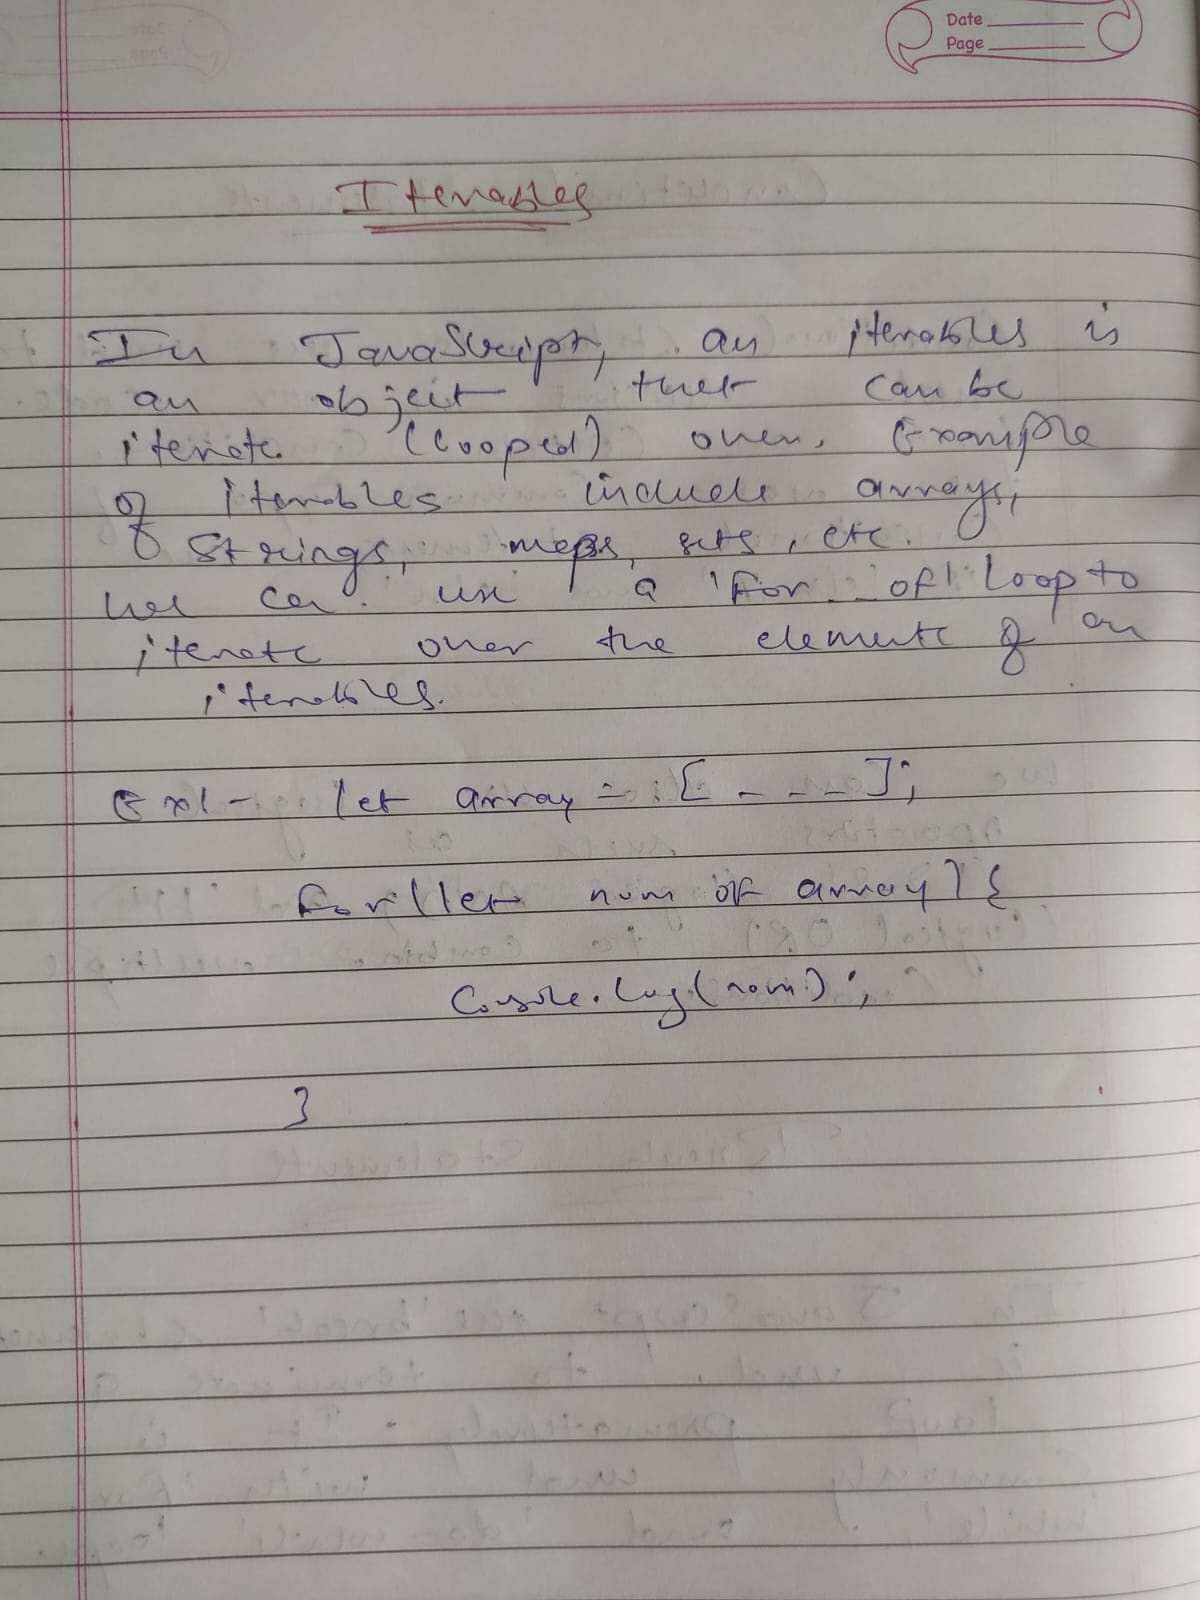 Date
Page
Iterables
In JavaScript, an iterables is
an object that can be
iterate (looped) over. Example
of iterables include arrays,
Strings, maps, sets, etc.
we ca use a 'for...of' loop to
iterate over the elements of an
iterables.
Ex:- let array = [ - - - ];
for(let num of array) {
Console.log(num);
}